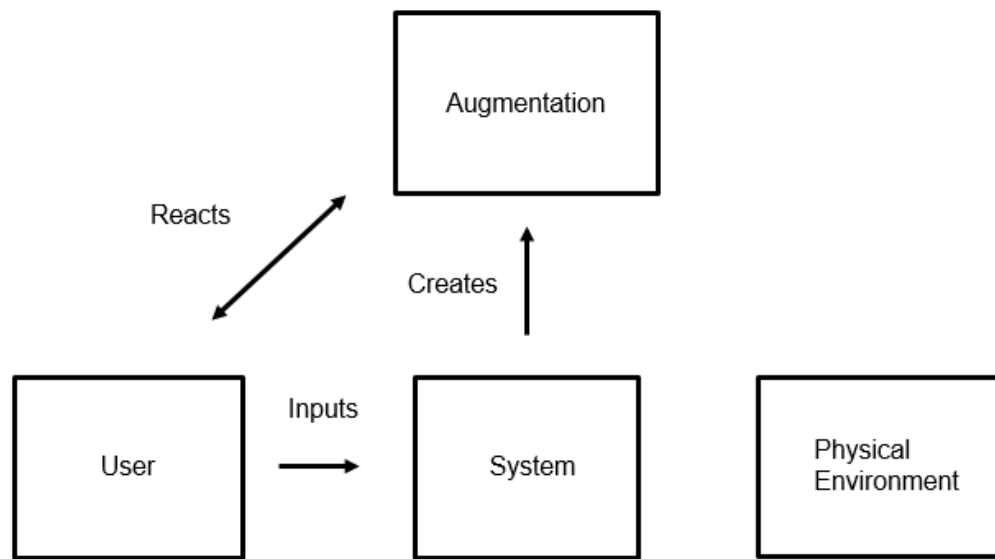 Augmentation
Reacts
Creates
Inputs
User
System
Physical
Environment